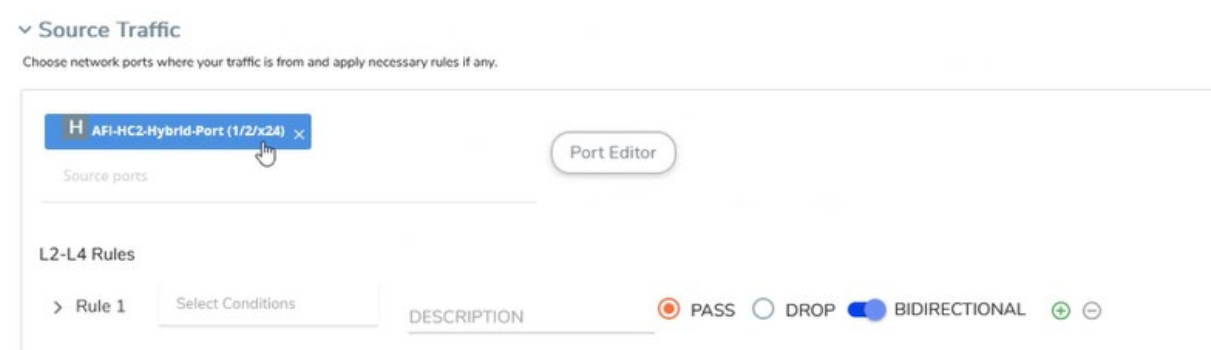 Source Traffic
Choose network ports where your traffic is from and apply necessary rules if any.
H AFI-HC2-Hybrid-Port (1/2/x24) ×
Port Editor
Source ports
L2-L4 Rules
Rule 1 Select Conditions DESCRIPTION PASS DROP BIDIRECTIONAL